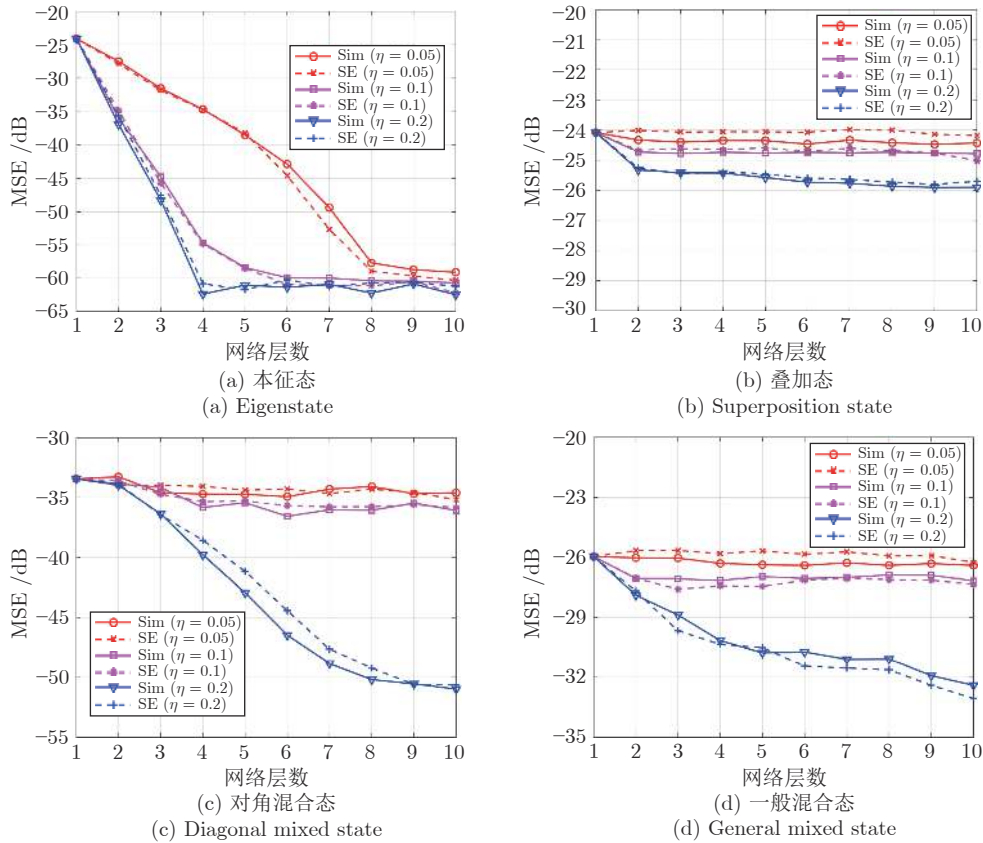 −20
−25
−30
−35
−40
−45
−50
−55
−60
−65
MSE /dB
Sim (η = 0.05)
SE (η = 0.05)
Sim (η = 0.1)
SE (η = 0.1)
Sim (η = 0.2)
SE (η = 0.2)
1 2 3 4 5 6 7 8 9 10
网络层数
(a) 本征态
(a) Eigenstate
−20
−21
−22
−23
−24
−25
−26
−27
−28
−29
−30
MSE /dB
Sim (η = 0.05)
SE (η = 0.05)
Sim (η = 0.1)
SE (η = 0.1)
Sim (η = 0.2)
SE (η = 0.2)
1 2 3 4 5 6 7 8 9 10
网络层数
(b) 叠加态
(b) Superposition state
−30
−35
−40
−45
−50
−55
MSE /dB
Sim (η = 0.05)
SE (η = 0.05)
Sim (η = 0.1)
SE (η = 0.1)
Sim (η = 0.2)
SE (η = 0.2)
1 2 3 4 5 6 7 8 9 10
网络层数
(c) 对角混合态
(c) Diagonal mixed state
−20
−23
−26
−29
−32
−35
MSE /dB
Sim (η = 0.05)
SE (η = 0.05)
Sim (η = 0.1)
SE (η = 0.1)
Sim (η = 0.2)
SE (η = 0.2)
1 2 3 4 5 6 7 8 9 10
网络层数
(d) 一般混合态
(d) General mixed state